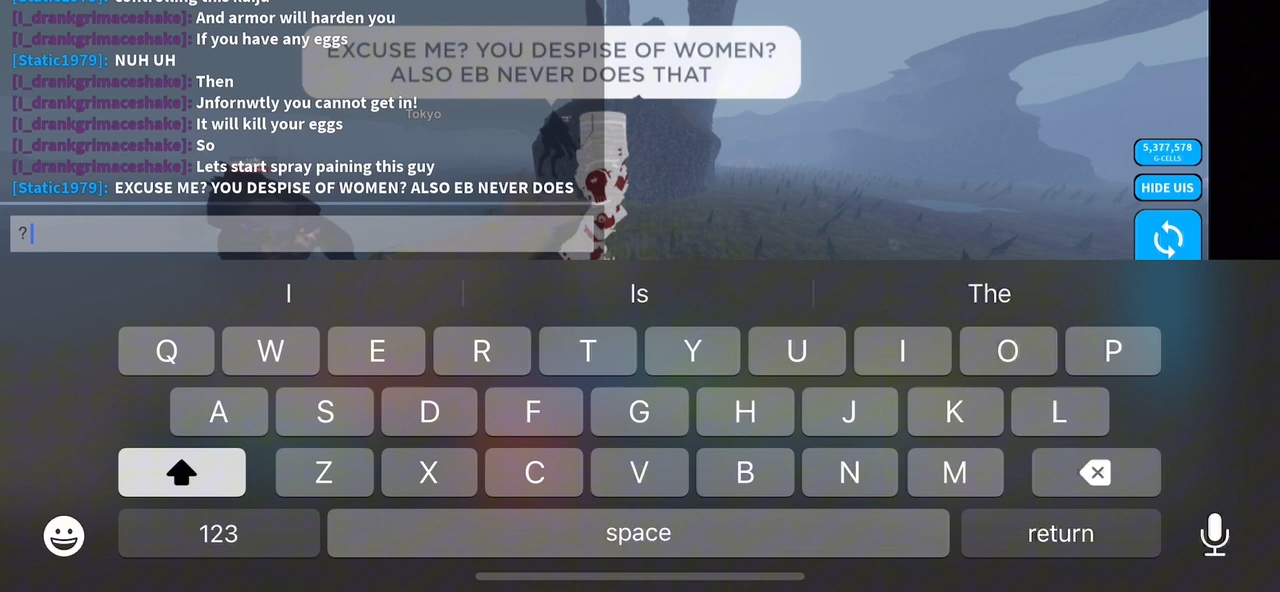 controlling this kaiju
[I_drankgrimaceshake]: And armor will harden you
[I_drankgrimaceshake]: If you have any eggs
[Static1979]: NUH UH
[I_drankgrimaceshake]: Then
[I_drankgrimaceshake]: Jnfornwtly you cannot get in!
[I_drankgrimaceshake]: It will kill your eggs
[I_drankgrimaceshake]: So
[I_drankgrimaceshake]: Lets start spray paining this guy
[Static1979]: EXCUSE ME? YOU DESPISE OF WOMEN? ALSO EB NEVER DOES
?
EXCUSE ME? YOU DESPISE OF WOMEN?
ALSO EB NEVER DOES THAT
Tokyo
5,377,578
G-CELLS
HIDE UIS
I Is The
Q W E R T Y U I O P
A S D F G H J K L
Z X C V B N M
123 space return